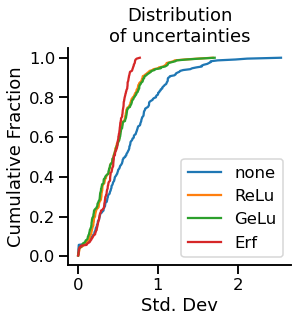 Distribution
of uncertainties
1.0
0.8
0.6
0.4
0.2
0.0
Cumulative Fraction
none
ReLu
GeLu
Erf
0 1 2
Std. Dev